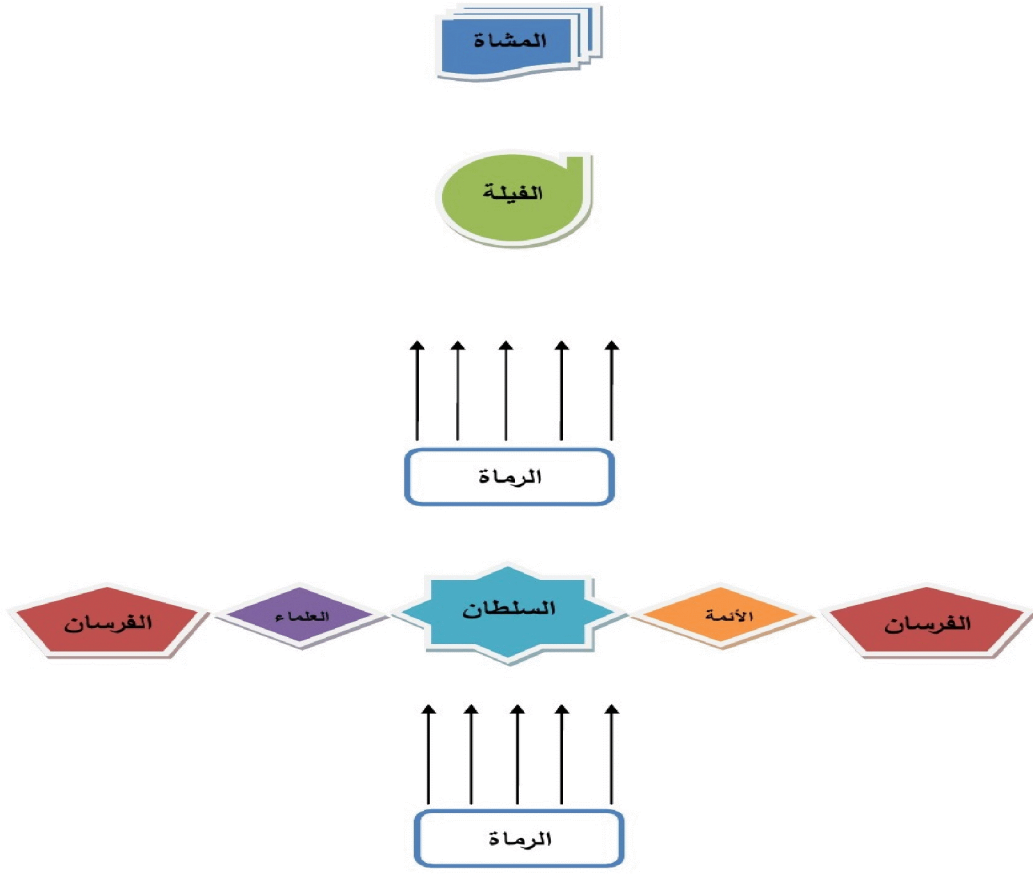 المشاة
الفيلة
الرماة
الفرسان
الأئمة
السلطان
العلماء
الفرسان
الرماة